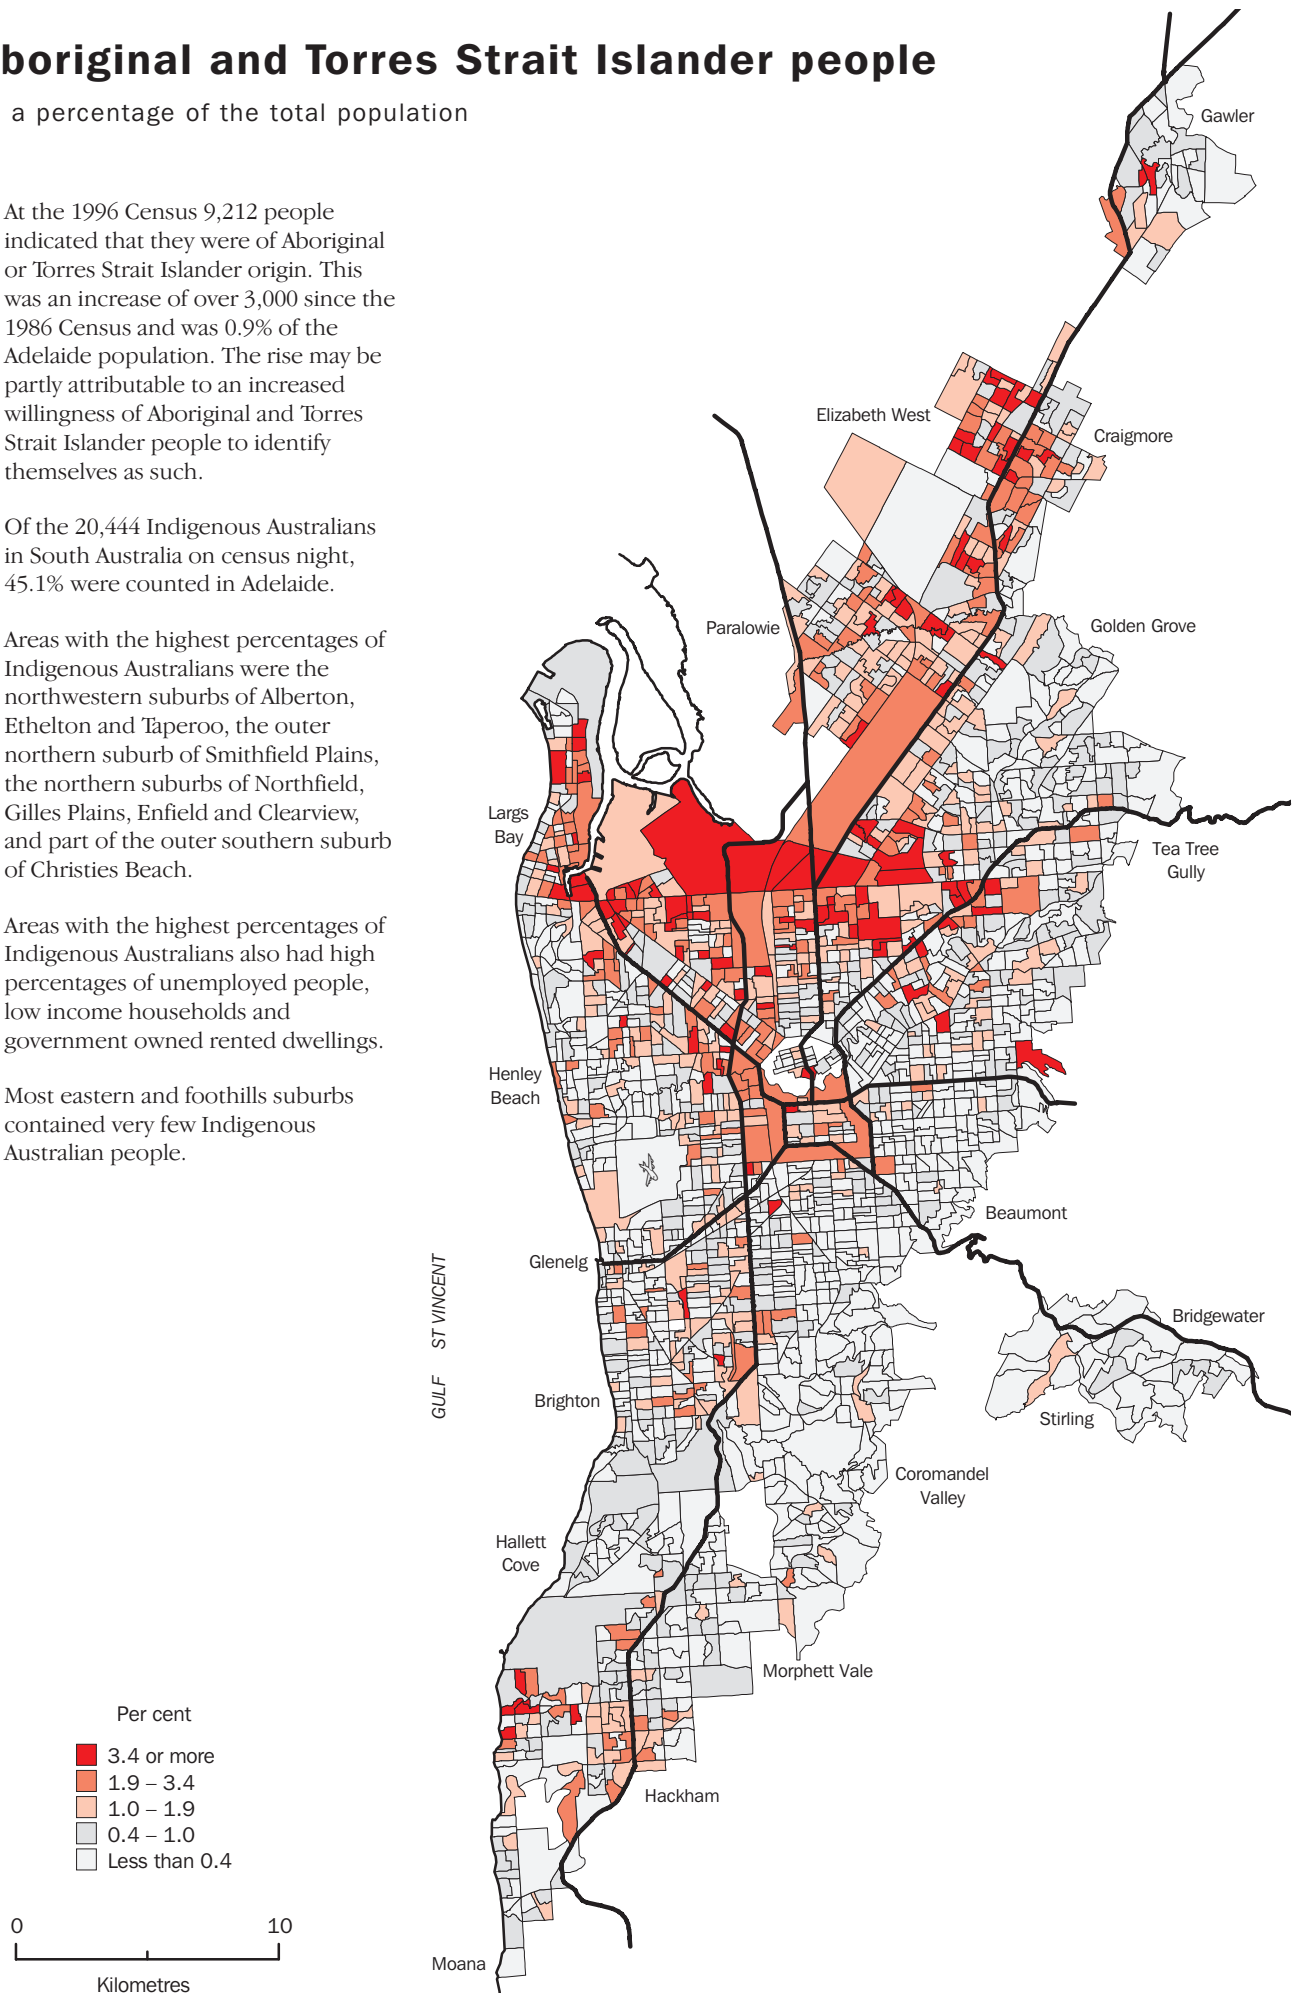 boriginal and Torres Strait Islander people
a percentage of the total population
At the 1996 Census 9,212 people
indicated that they were of Aboriginal
or Torres Strait Islander origin. This
was an increase of over 3,000 since the
1986 Census and was 0.9% of the
Adelaide population. The rise may be
partly attributable to an increased
willingness of Aboriginal and Torres
Strait Islander people to identify
themselves as such.
Of the 20,444 Indigenous Australians
in South Australia on census night,
45.1% were counted in Adelaide.
Areas with the highest percentages of
Indigenous Australians were the
northwestern suburbs of Alberton,
Ethelton and Taperoo, the outer
northern suburb of Smithfield Plains,
the northern suburbs of Northfield,
Gilles Plains, Enfield and Clearview,
and part of the outer southern suburb
of Christies Beach.
Areas with the highest percentages of
Indigenous Australians also had high
percentages of unemployed people,
low income households and
government owned rented dwellings.
Most eastern and foothills suburbs
contained very few Indigenous
Australian people.
Gawler
Elizabeth West
Craigmore
Paralowie
Golden Grove
Largs
Bay
Tea Tree
Gully
Henley
Beach
Beaumont
Glenelg
GULF ST VINCENT
Bridgewater
Brighton
Stirling
Coromandel
Valley
Hallett
Cove
Morphett Vale
Hackham
Moana
Per cent
3.4 or more
1.9 – 3.4
1.0 – 1.9
0.4 – 1.0
Less than 0.4
0 10
Kilometres